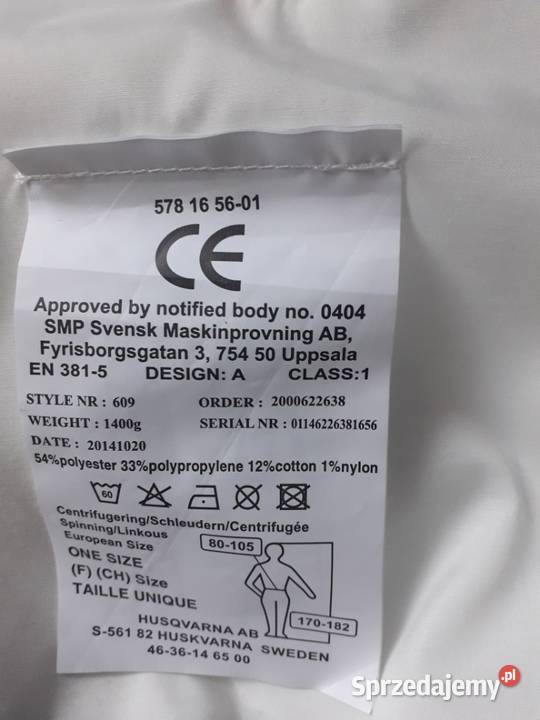 578 16 56-01
CE
Approved by notified body no. 0404
SMP Svensk Maskinprovning AB,
Fyrisborgsgatan 3, 754 50 Uppsala
EN 381-5 DESIGN: A CLASS:1
STYLE NR : 609 ORDER : 2000622638
WEIGHT : 1400g SERIAL NR : 01146226381656
DATE : 20141020
54%polyester 33%polypropylene 12%cotton 1%nylon
60
Centrifugering/Schleudern/Centrifugée
Spinning/Linkous
European Size
ONE SIZE
(F) (CH) Size
TAILLE UNIQUE
80-105
170-182
HUSQVARNA AB
S-561 82 HUSKVARNA SWEDEN
46-36-14 65 00
Sprzedajemy.pl